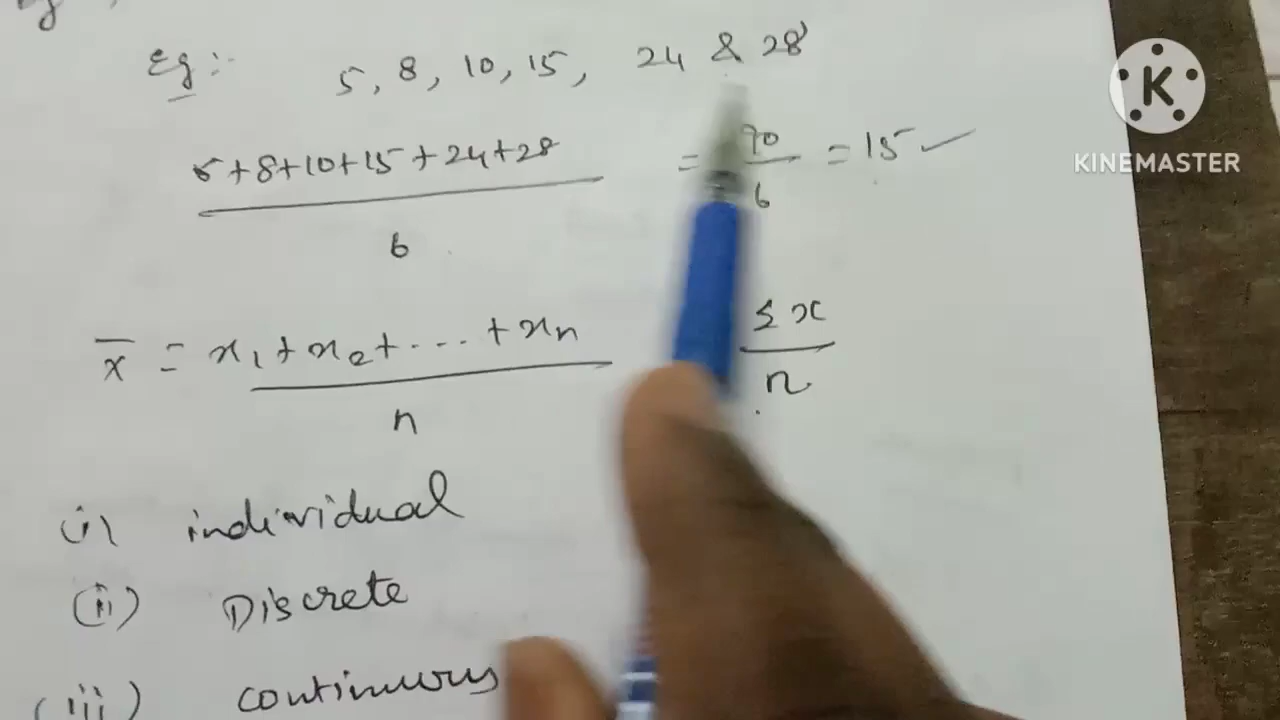 Eg :- 5, 8, 10, 15, 24 & 28
5+8+10+15+24+28 / 6 = 90 / 6 = 15 ✓
K
KINEMASTER
x̄ = x₁+x₂+...+xₙ / n Σx / n
(i) individual
(ii) Discrete
(iii) continuous